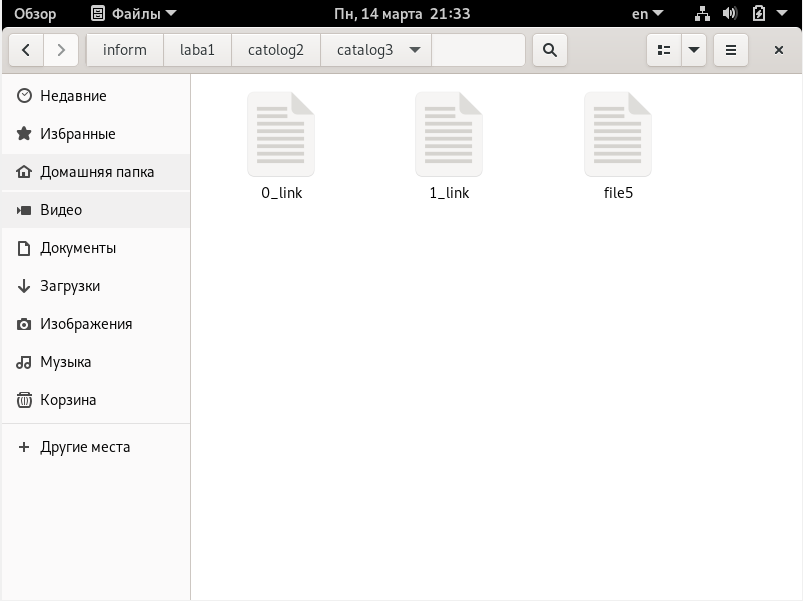 Обзор Файлы Пн, 14 марта 21:33 en
inform laba1 catolog2 catalog3
Недавние
Избранные
Домашняя папка
Видео
Документы
Загрузки
Изображения
Музыка
Корзина
+ Другие места
0_link 1_link file5